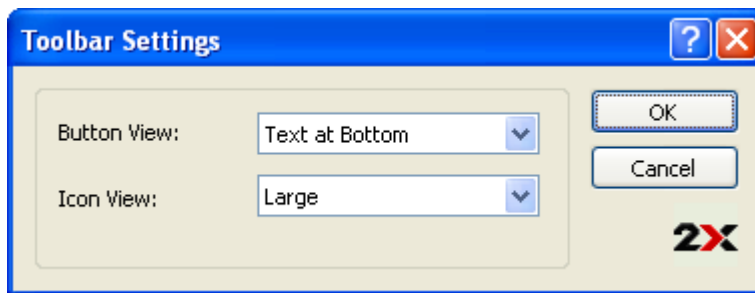 Toolbar Settings
?
Button View:
Text at Bottom
OK
Icon View:
Large
Cancel
2X